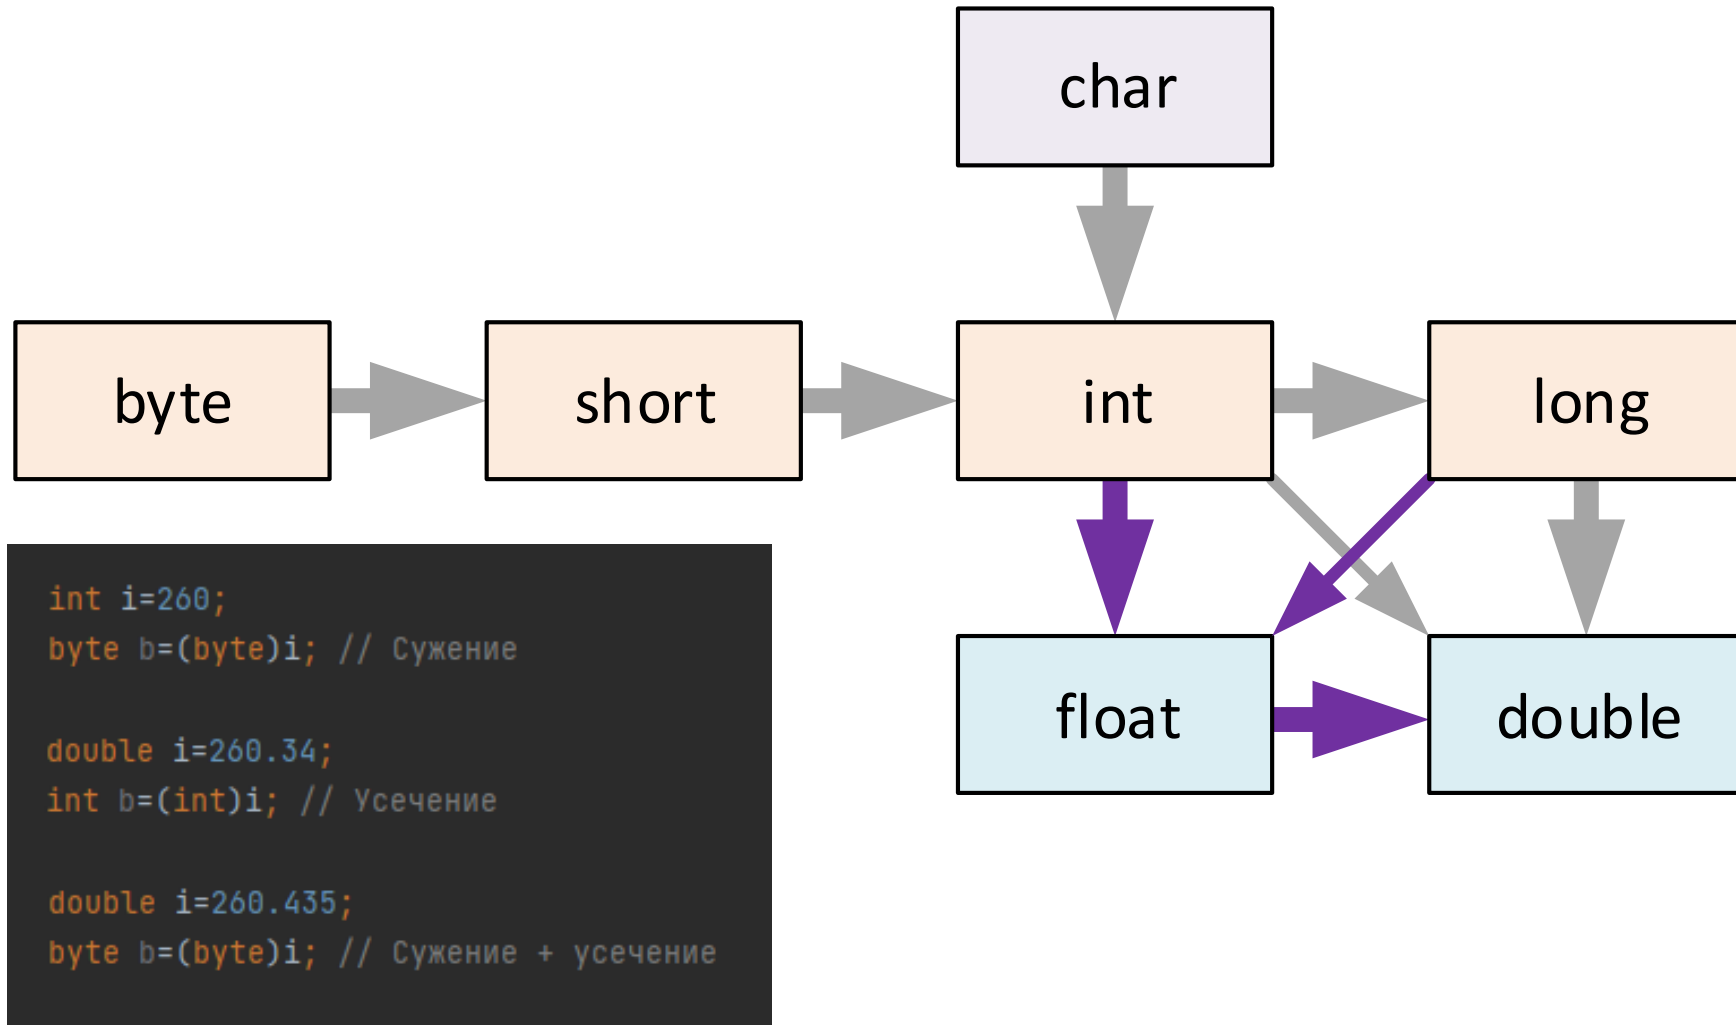 char
byte
short
int
long
float
double
int i=260;
byte b=(byte)i; // Сужение
double i=260.34;
int b=(int)i; // Усечение
double i=260.435;
byte b=(byte)i; // Сужение + усечение